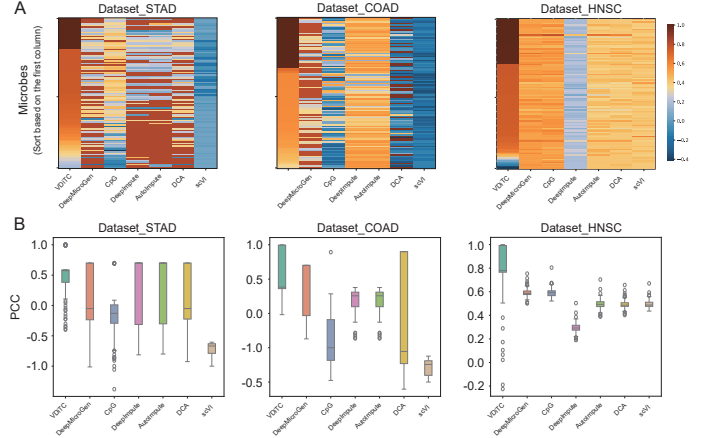 A
Dataset_STAD
Dataset_COAD
Dataset_HNSC
Microbes
(Sort based on the first column)
1.0
0.8
0.6
0.4
0.2
0.0
−0.2
−0.4
VDiTC
DeepMicroGen
CpG
DeepImpute
AutoImpute
DCA
scVI
VDiTC
DeepMicroGen
CpG
DeepImpute
AutoImpute
DCA
scVI
VDiTC
DeepMicroGen
CpG
DeepImpute
AutoImpute
DCA
scVI
B
Dataset_STAD
Dataset_COAD
Dataset_HNSC
PCC
1.0
0.5
0.0
-0.5
-1.0
1.0
0.5
0.0
-1.0
-0.5
1.0
0.8
0.6
0.4
0.2
0.0
-0.2
VDiTC
DeepMicroGen
CpG
DeepImpute
AutoImpute
DCA
scVI
VDiTC
DeepMicroGen
CpG
DeepImpute
AutoImpute
DCA
scVI
VDiTC
DeepMicroGen
CpG
DeepImpute
AutoImpute
DCA
scVI